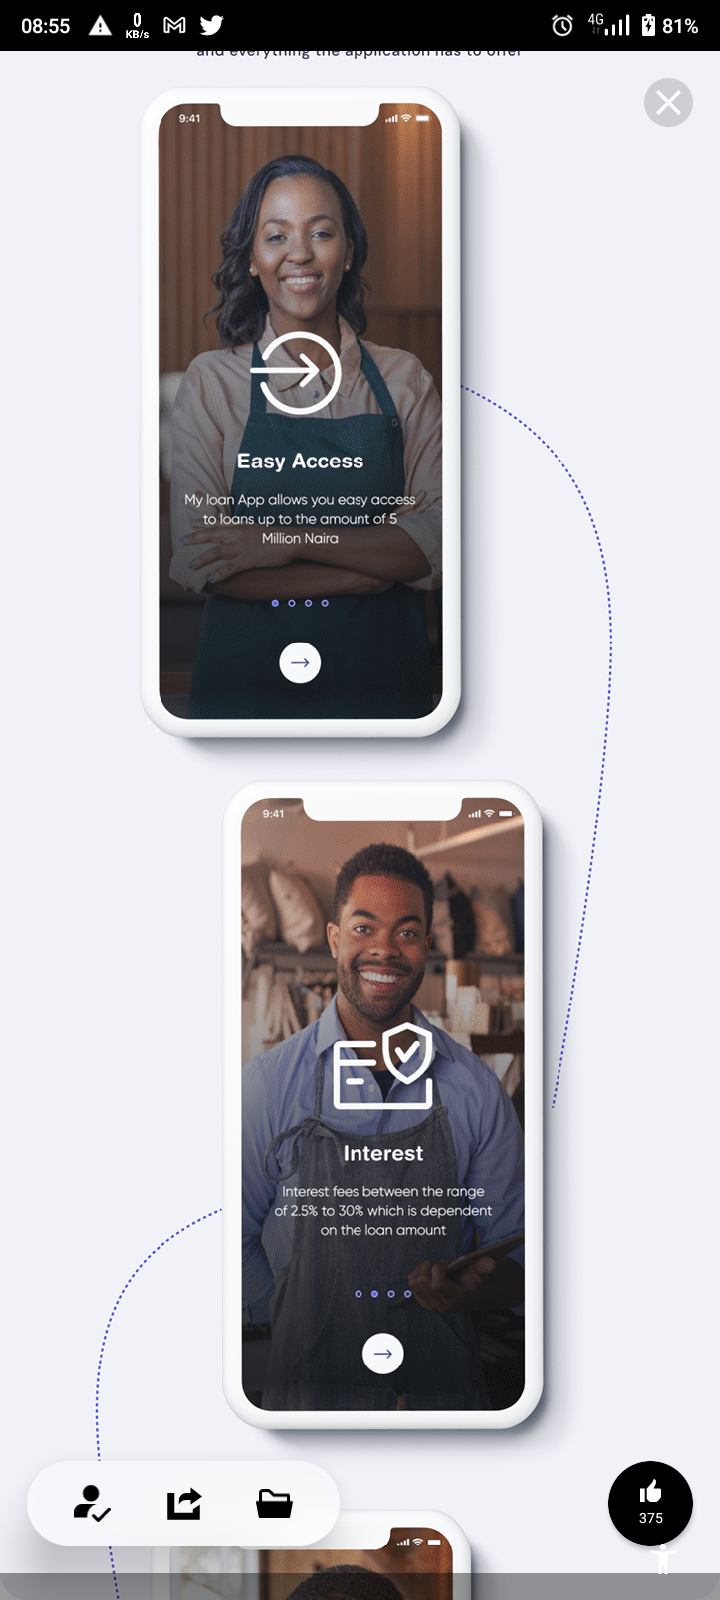 08:55 0 KB/s 4G 81%
and everything the application has to offer
9:41
Easy Access
My loan App allows you easy access
to loans up to the amount of 5
Million Naira
9:41
Interest
Interest fees between the range
of 2.5% to 30% which is dependent
on the loan amount
375